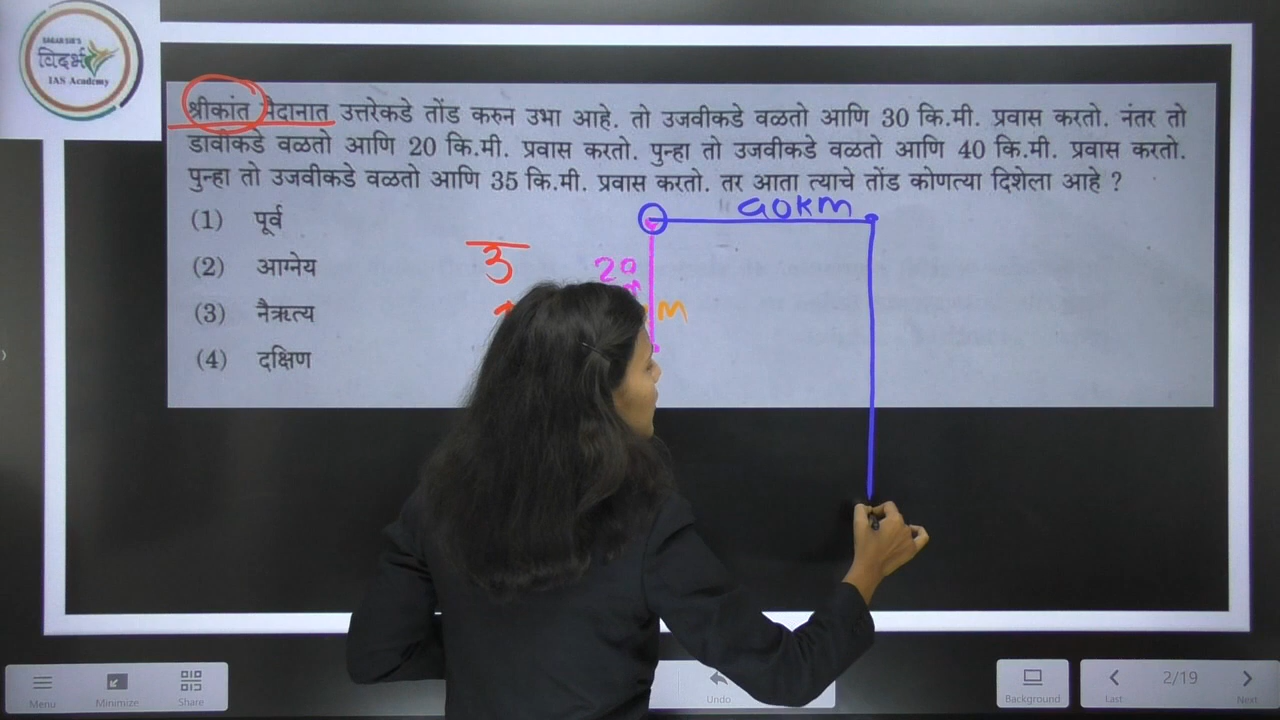 SAGAR SIR'S
विदर्भ
IAS Academy
श्रीकांत मैदानात उत्तरेकडे तोंड करुन उभा आहे. तो उजवीकडे वळतो आणि 30 कि.मी. प्रवास करतो. नंतर तो
डावीकडे वळतो आणि 20 कि.मी. प्रवास करतो. पुन्हा तो उजवीकडे वळतो आणि 40 कि.मी. प्रवास करतो.
पुन्हा तो उजवीकडे वळतो आणि 35 कि.मी. प्रवास करतो. तर आता त्याचे तोंड कोणत्या दिशेला आहे ?
(1) पूर्व
(2) आग्नेय
(3) नैऋत्य
(4) दक्षिण
40KM
उ
20
M
Menu
Minimize
Share
Undo
Background
Last
2/19
Next